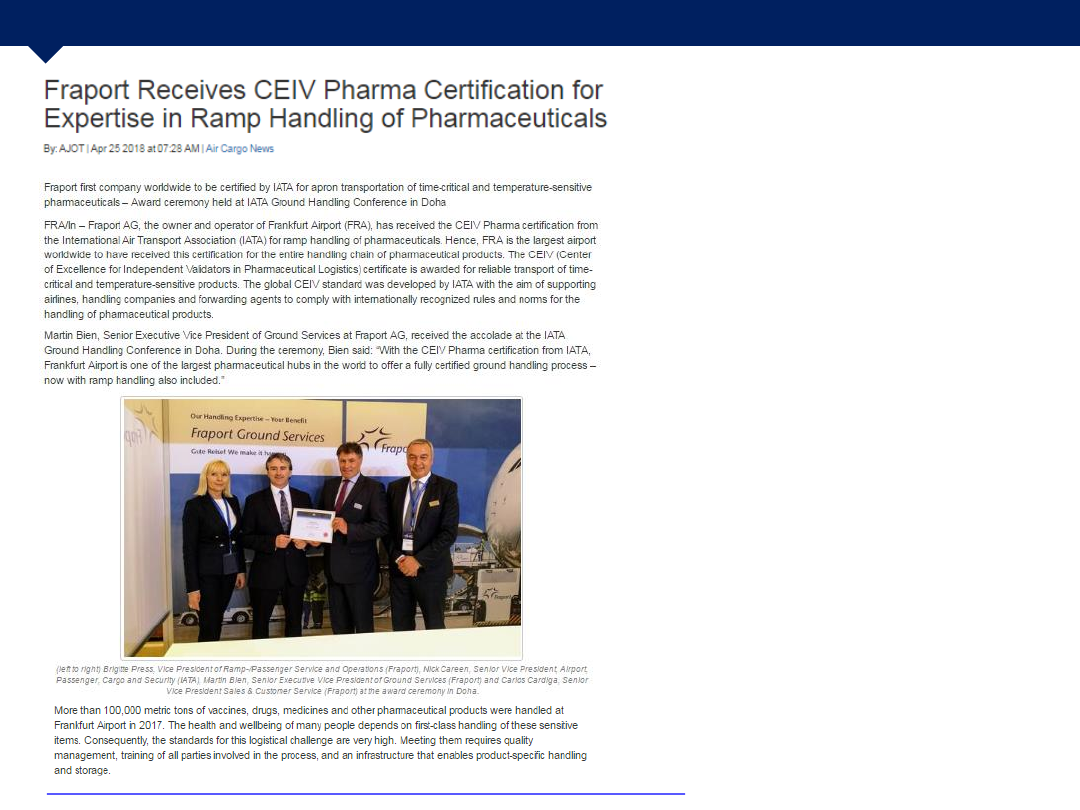 Fraport Receives CEIV Pharma Certification for
Expertise in Ramp Handling of Pharmaceuticals
By: AJOT | Apr 25 2018 at 07:28 AM | Air Cargo News
Fraport first company worldwide to be certified by IATA for apron transportation of time-critical and temperature-sensitive
pharmaceuticals – Award ceremony held at IATA Ground Handling Conference in Doha
FRA/ln – Fraport AG, the owner and operator of Frankfurt Airport (FRA), has received the CEIV Pharma certification from
the International Air Transport Association (IATA) for ramp handling of pharmaceuticals. Hence, FRA is the largest airport
worldwide to have received this certification for the entire handling chain of pharmaceutical products. The CEIV (Center
of Excellence for Independent Validators in Pharmaceutical Logistics) certificate is awarded for reliable transport of time-
critical and temperature-sensitive products. The global CEIV standard was developed by IATA with the aim of supporting
airlines, handling companies and forwarding agents to comply with internationally recognized rules and norms for the
handling of pharmaceutical products.
Martin Bien, Senior Executive Vice President of Ground Services at Fraport AG, received the accolade at the IATA
Ground Handling Conference in Doha. During the ceremony, Bien said: “With the CEIV Pharma certification from IATA,
Frankfurt Airport is one of the largest pharmaceutical hubs in the world to offer a fully certified ground handling process –
now with ramp handling also included.”
Our Handling Expertise – Your Benefit
Fraport Ground Services
Gute Reise! We make it
Fraport
Fraport
(left to right) Brigitte Press, Vice President of Ramp-/Passenger Service and Operations (Fraport), Nick Careen, Senior Vice President, Airport,
Passenger, Cargo and Security (IATA), Martin Bien, Senior Executive Vice President of Ground Services (Fraport) and Carlos Cardiga, Senior
Vice President Sales & Customer Service (Fraport) at the award ceremony in Doha.
More than 100,000 metric tons of vaccines, drugs, medicines and other pharmaceutical products were handled at
Frankfurt Airport in 2017. The health and wellbeing of many people depends on first-class handling of these sensitive
items. Consequently, the standards for this logistical challenge are very high. Meeting them requires quality
management, training of all parties involved in the process, and an infrastructure that enables product-specific handling
and storage.